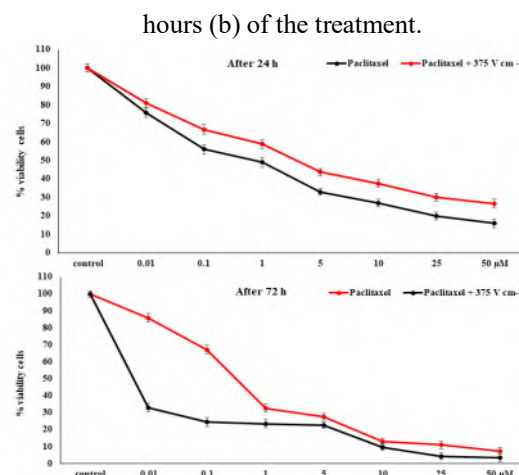 hours (b) of the treatment.
110
After 24 h
Paclitaxel
Paclitaxel + 375 V cm-
100
90
80
70
60
50
40
30
20
10
0
% viability cells
control 0.01 0.1 1 5 10 25 50 µM
110
After 72 h
Paclitaxel
Paclitaxel + 375 V cm-
100
90
80
70
60
50
40
30
20
10
0
% viability cells
control 0.01 0.1 1 5 10 25 50 µM